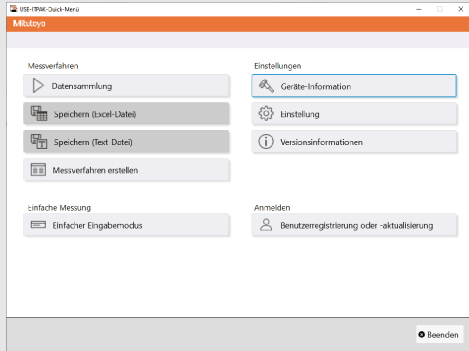 USB-ITPAK-Quick-Menü
Mitutoyo
Messverfahren
Datensammlung
Speichern (Excel-Datei)
Speichern (Text Datei)
Messverfahren erstellen
Einfache Messung
Einfacher Eingabemodus
Einstellungen
Geräte-Information
Einstellung
Versionsinformationen
Anmelden
Benutzerregistrierung oder -aktualisierung
Beenden